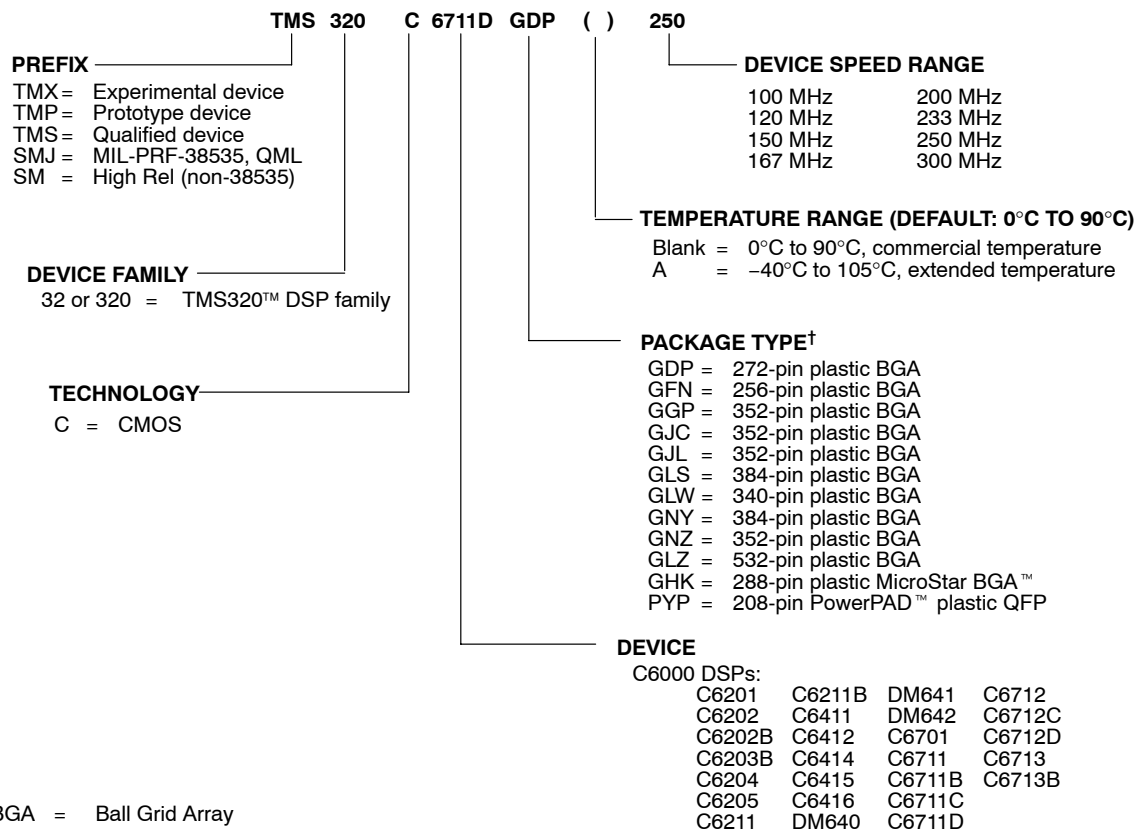 TMS 320 C 6711D GDP ( ) 250
PREFIX
TMX = Experimental device
TMP = Prototype device
TMS = Qualified device
SMJ = MIL-PRF-38535, QML
SM = High Rel (non-38535)
DEVICE SPEED RANGE
100 MHz 200 MHz
120 MHz 233 MHz
150 MHz 250 MHz
167 MHz 300 MHz
TEMPERATURE RANGE (DEFAULT: 0°C TO 90°C)
Blank = 0°C to 90°C, commercial temperature
A = −40°C to 105°C, extended temperature
DEVICE FAMILY
32 or 320 = TMS320™ DSP family
PACKAGE TYPE†
GDP = 272-pin plastic BGA
GFN = 256-pin plastic BGA
GGP = 352-pin plastic BGA
GJC = 352-pin plastic BGA
GJL = 352-pin plastic BGA
GLS = 384-pin plastic BGA
GLW = 340-pin plastic BGA
GNY = 384-pin plastic BGA
GNZ = 352-pin plastic BGA
GLZ = 532-pin plastic BGA
GHK = 288-pin plastic MicroStar BGA™
PYP = 208-pin PowerPAD™ plastic QFP
TECHNOLOGY
C = CMOS
DEVICE
C6000 DSPs:
C6201 C6211B DM641 C6712
C6202 C6411 DM642 C6712C
C6202B C6412 C6701 C6712D
C6203B C6414 C6711 C6713
C6204 C6415 C6711B C6713B
C6205 C6416 C6711C
C6211 DM640 C6711D
BGA = Ball Grid Array